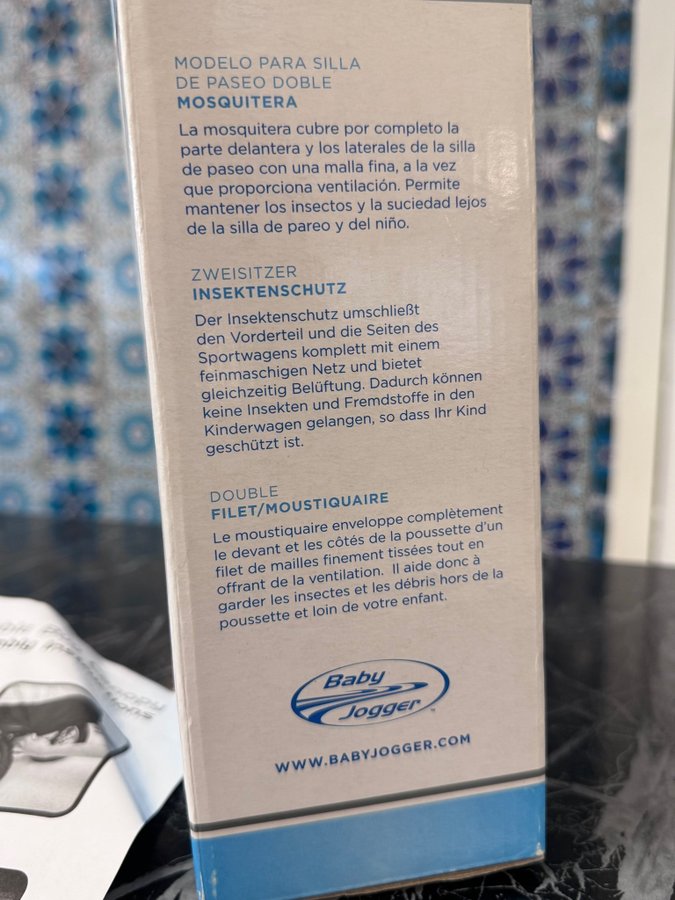 MODELO PARA SILLA
DE PASEO DOBLE
MOSQUITERA
La mosquitera cubre por completo la
parte delantera y los laterales de la silla
de paseo con una malla fina, a la vez
que proporciona ventilación. Permite
mantener los insectos y la suciedad lejos
de la silla de pareo y del niño.
ZWEISITZER
INSEKTENSCHUTZ
Der Insektenschutz umschließt
den Vorderteil und die Seiten des
Sportwagens komplett mit einem
feinmaschigen Netz und bietet
gleichzeitig Belüftung. Dadurch können
keine Insekten und Fremdstoffe in den
Kinderwagen gelangen, so dass Ihr Kind
geschützt ist.
DOUBLE
FILET/MOUSTIQUAIRE
Le moustiquaire enveloppe complètement
le devant et les côtés de la poussette d'un
filet de mailles finement tissées tout en
offrant de la ventilation. Il aide donc à
garder les insectes et les débris hors de la
poussette et loin de votre enfant.
Baby
Jogger™
WWW.BABYJOGGER.COM